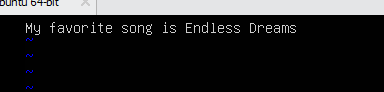 buntu 64-bit
My favorite song is Endless Dreams
~
~
~
~